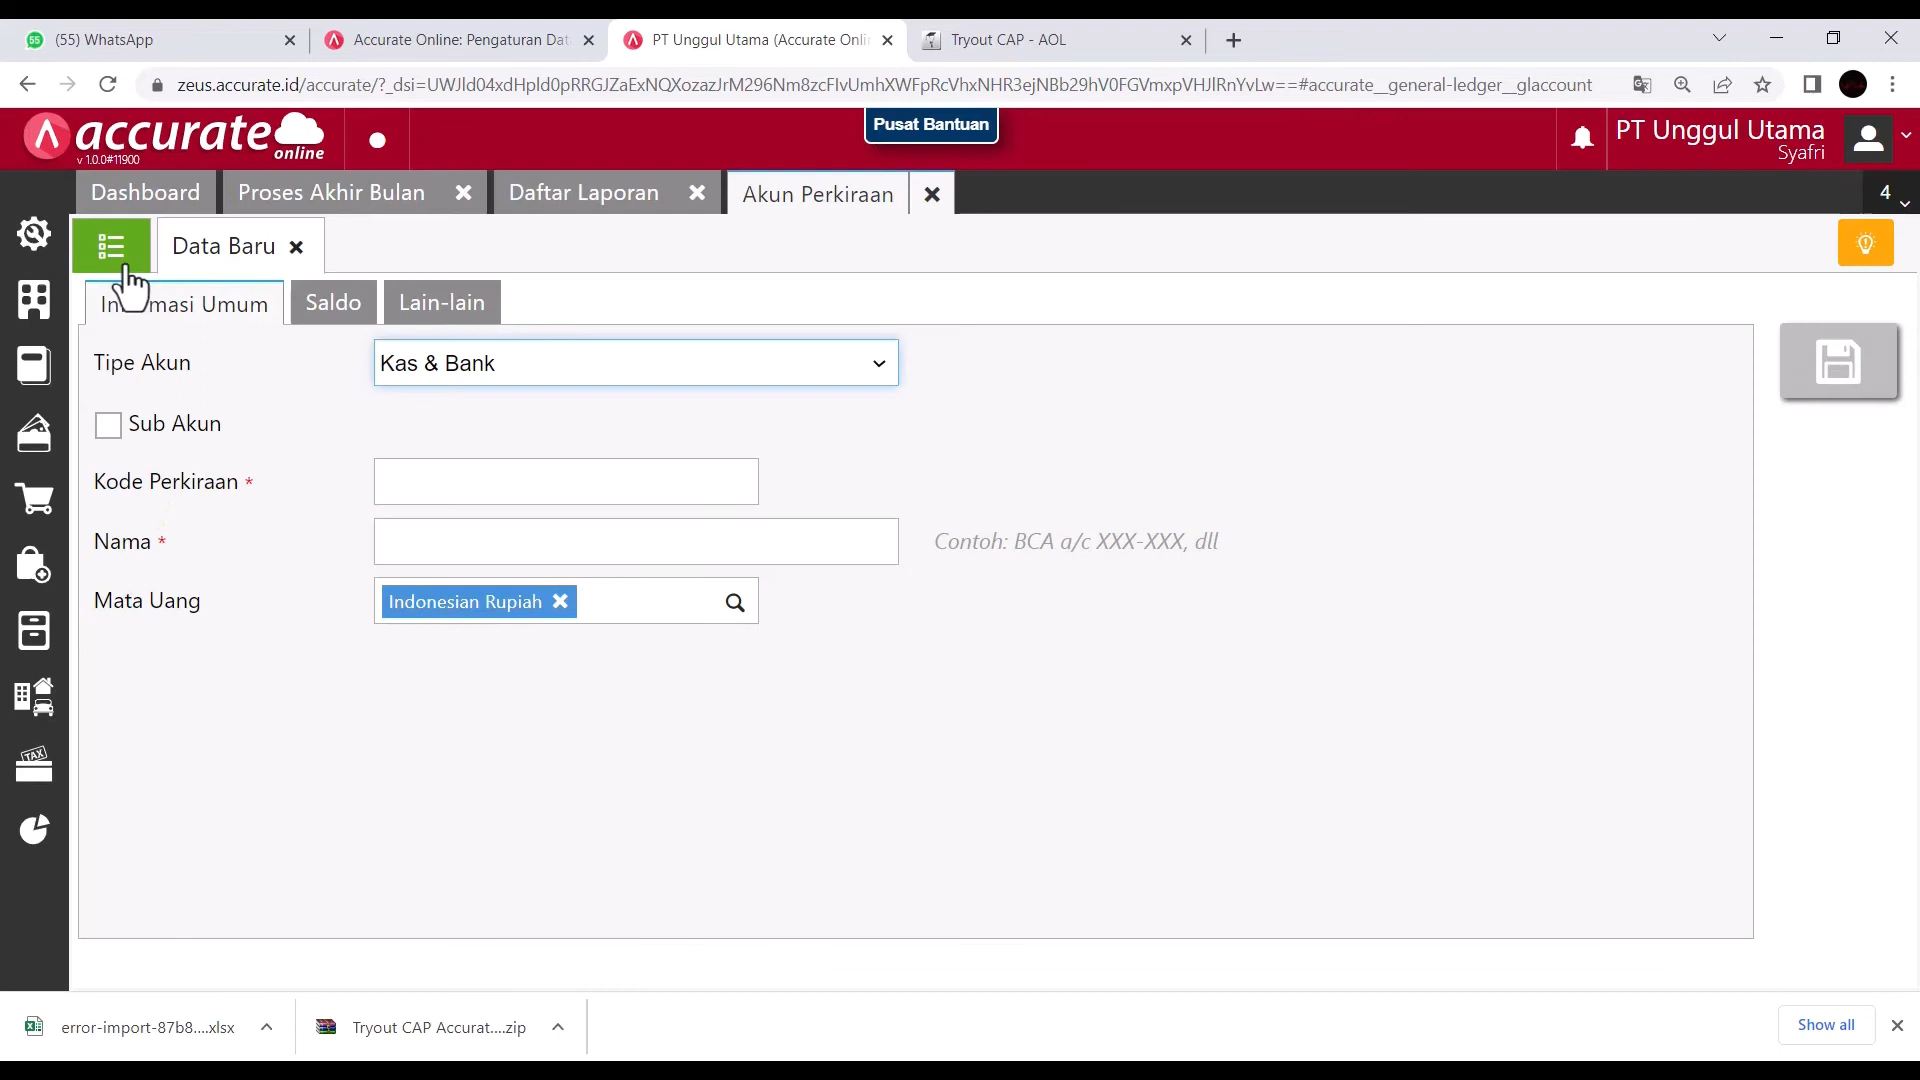 (55) WhatsApp
Accurate Online: Pengaturan Dat
PT Unggul Utama (Accurate Onli
Tryout CAP - AOL
zeus.accurate.id/accurate/?_dsi=UWJld04xdHpld0pRRGJZaExNQXozazJrM296Nm8zcFIvUmhXWFpRcVhxNHR3ejNBb29hV0FGVmxpVHJlRnYvLw==#accurate__general-ledger__glaccount
accurate
online
v 1.0.0#11900
Pusat Bantuan
PT Unggul Utama
Syafri
Dashboard
Proses Akhir Bulan
Daftar Laporan
Akun Perkiraan
4
Data Baru
Informasi Umum
Saldo
Lain-lain
Tipe Akun
Kas & Bank
Sub Akun
Kode Perkiraan *
Nama *
Contoh: BCA a/c XXX-XXX, dll
Mata Uang
Indonesian Rupiah
TAX
error-import-87b8....xlsx
Tryout CAP Accurat....zip
Show all